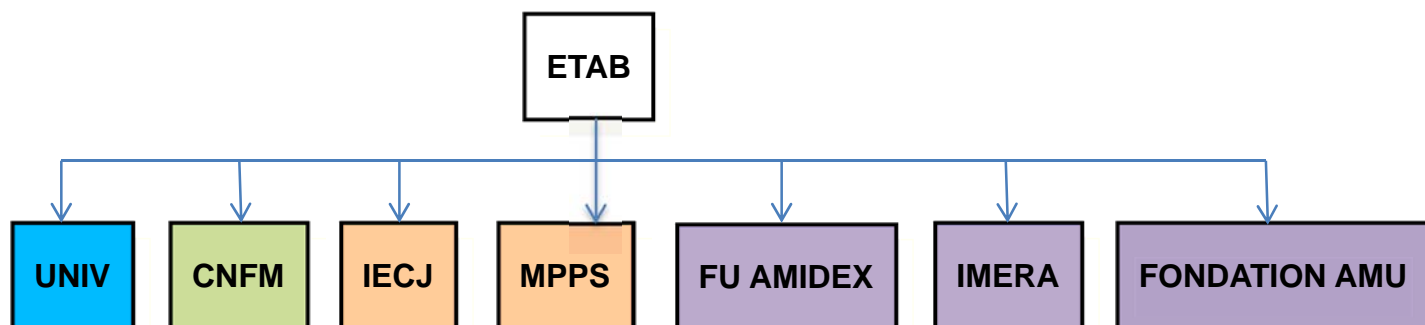 ETAB
UNIV
CNFM
IECJ
MPPS
FU AMIDEX
IMERA
FONDATION AMU